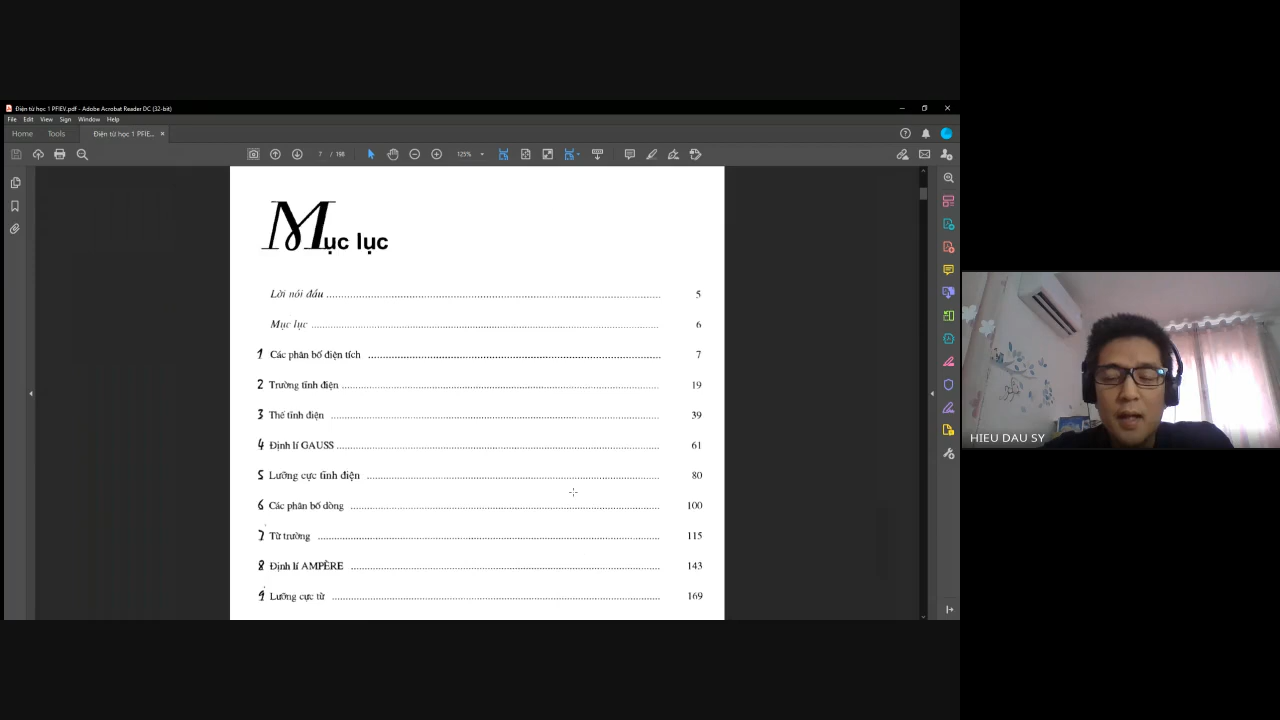 Điện từ học 1 PFIEV.pdf - Adobe Acrobat Reader DC (32-bit)
File Edit View Sign Window Help
Home Tools Điện từ học 1 PFIE... ×
7 / 198 125%
Mục lục
Lời nói đầu ........ 5
Mục lục ........ 6
1 Các phân bố điện tích ........ 7
2 Trường tĩnh điện ........ 19
3 Thế tĩnh điện ........ 39
4 Định lí GAUSS ........ 61
5 Lưỡng cực tĩnh điện ........ 80
6 Các phân bố dòng ........ 100
7 Từ trường ........ 115
8 Định lí AMPÈRE ........ 143
9 Lưỡng cực từ ........ 169
HIEU DAU SY